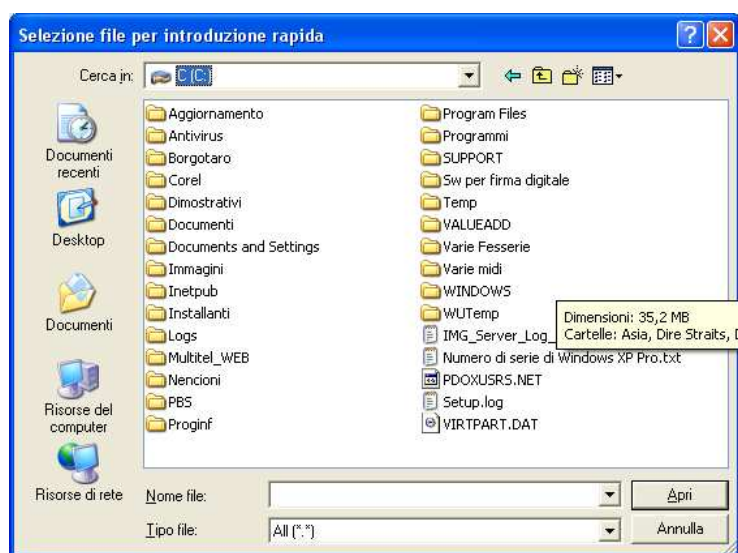 Selezione file per introduzione rapida
Cerca in:
C (C:)
Documenti recenti
Desktop
Documenti
Risorse del computer
Risorse di rete
Aggiornamento
Antivirus
Borgotaro
Corel
Dimostrativi
Documenti
Documents and Settings
Immagini
Inetpub
Installanti
Logs
Multitel_WEB
Nencioni
PBS
Proginf
Program Files
Programmi
SUPPORT
Sw per firma digitale
Temp
VALUEADD
Varie Fesserie
Varie midi
WINDOWS
WUTemp
IMG_Server_Log_
Numero di serie di Windows XP Pro.txt
PDOXUSRS.NET
Setup.log
VIRTPART.DAT
Dimensioni: 35,2 MB
Cartelle: Asia, Dire Straits,
Nome file:
Apri
Tipo file:
All (*.*)
Annulla